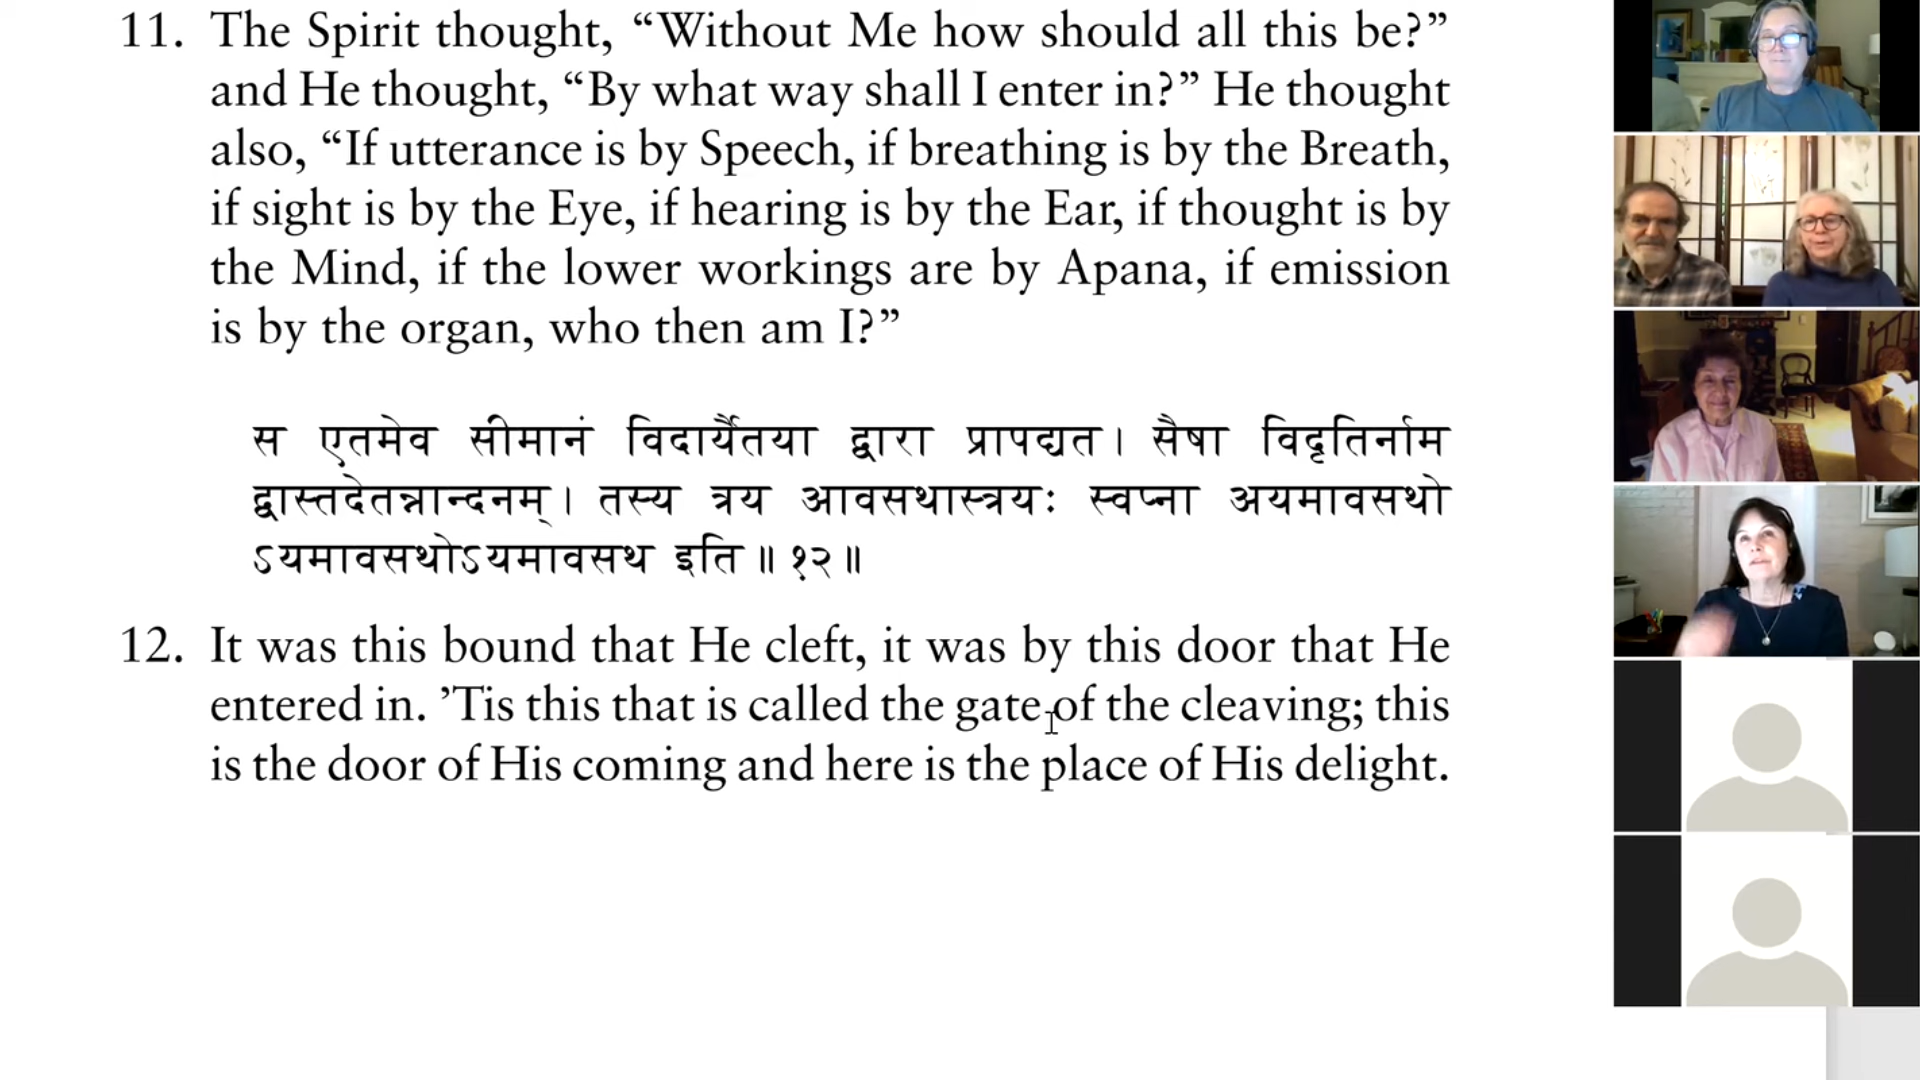 11. The Spirit thought, “Without Me how should all this be?”
and He thought, “By what way shall I enter in?” He thought
also, “If utterance is by Speech, if breathing is by the Breath,
if sight is by the Eye, if hearing is by the Ear, if thought is by
the Mind, if the lower workings are by Apana, if emission
is by the organ, who then am I?”
स एतमेव सीमानं विदार्यैतया द्वारा प्रापद्यत। सैषा विदृतिर्नाम
द्वास्तदेतन्नान्दनम्। तस्य त्रय आवसथास्त्रयः स्वप्ना अयमावसथो
ऽयमावसथोऽयमावसथ इति॥१२॥
12. It was this bound that He cleft, it was by this door that He
entered in. ’Tis this that is called the gate of the cleaving; this
is the door of His coming and here is the place of His delight.